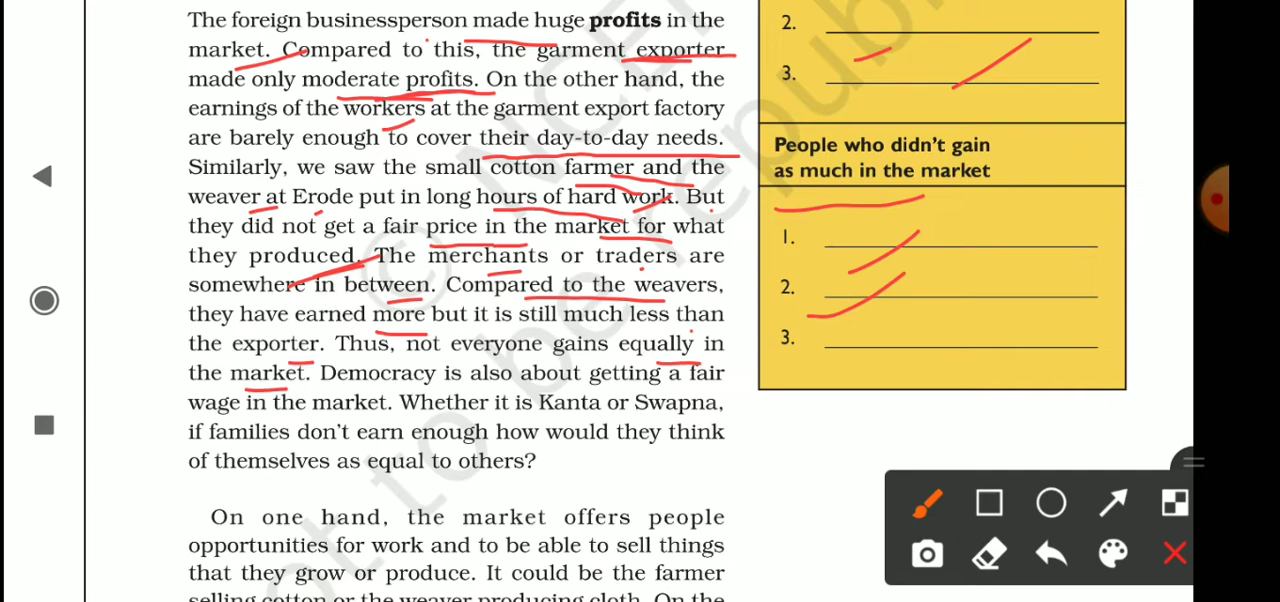 The foreign businessperson made huge profits in the
market. Compared to this, the garment exporter
made only moderate profits. On the other hand, the
earnings of the workers at the garment export factory
are barely enough to cover their day-to-day needs.
Similarly, we saw the small cotton farmer and the
weaver at Erode put in long hours of hard work. But
they did not get a fair price in the market for what
they produced. The merchants or traders are
somewhere in between. Compared to the weavers,
they have earned more but it is still much less than
the exporter. Thus, not everyone gains equally in
the market. Democracy is also about getting a fair
wage in the market. Whether it is Kanta or Swapna,
if families don't earn enough how would they think
of themselves as equal to others?
On one hand, the market offers people
opportunities for work and to be able to sell things
that they grow or produce. It could be the farmer
selling cotton or the weaver producing cloth. On the
2.
3.
People who didn't gain
as much in the market
1.
2.
3.